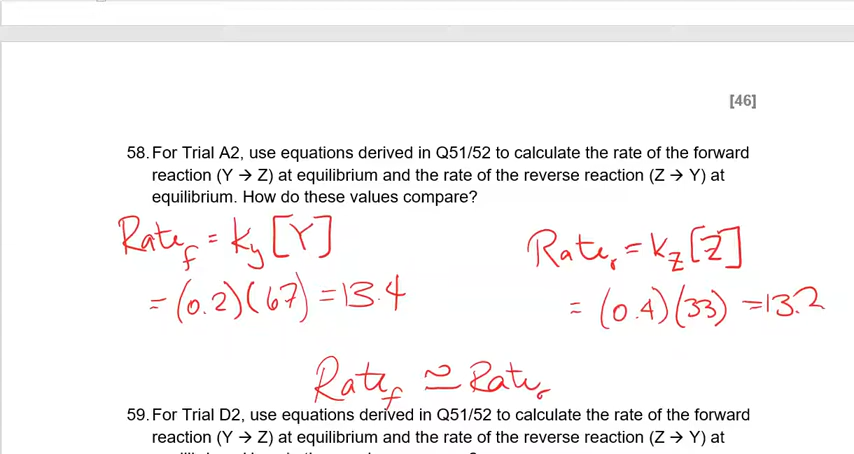 [46]
58. For Trial A2, use equations derived in Q51/52 to calculate the rate of the forward
reaction (Y → Z) at equilibrium and the rate of the reverse reaction (Z → Y) at
equilibrium. How do these values compare?
Rate_f = k_y [Y]
= (0.2)(67) = 13.4
Rate_r = k_z [Z]
= (0.4)(33) = 13.2
Rate_f ≃ Rate_r
59. For Trial D2, use equations derived in Q51/52 to calculate the rate of the forward
reaction (Y → Z) at equilibrium and the rate of the reverse reaction (Z → Y) at